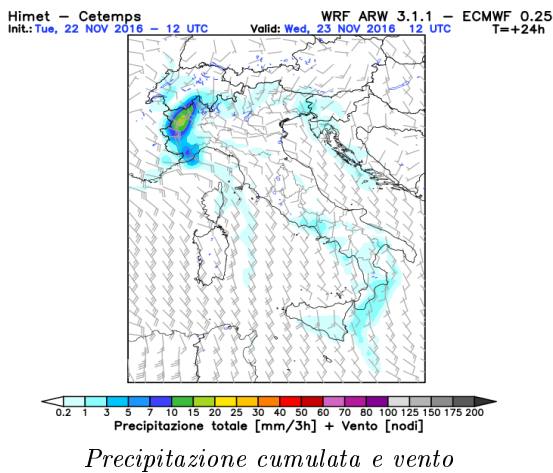 Himet – Cetemps WRF ARW 3.1.1 – ECMWF 0.25
Init.: Tue, 22 NOV 2016 – 12 UTC Valid: Wed, 23 NOV 2016 12 UTC T=+24h
0.2 1 3 5 7 10 15 20 25 30 40 50 60 70 80 100 125 150 175 200
Precipitazione totale [mm/3h] + Vento [nodi]
Precipitazione cumulata e vento